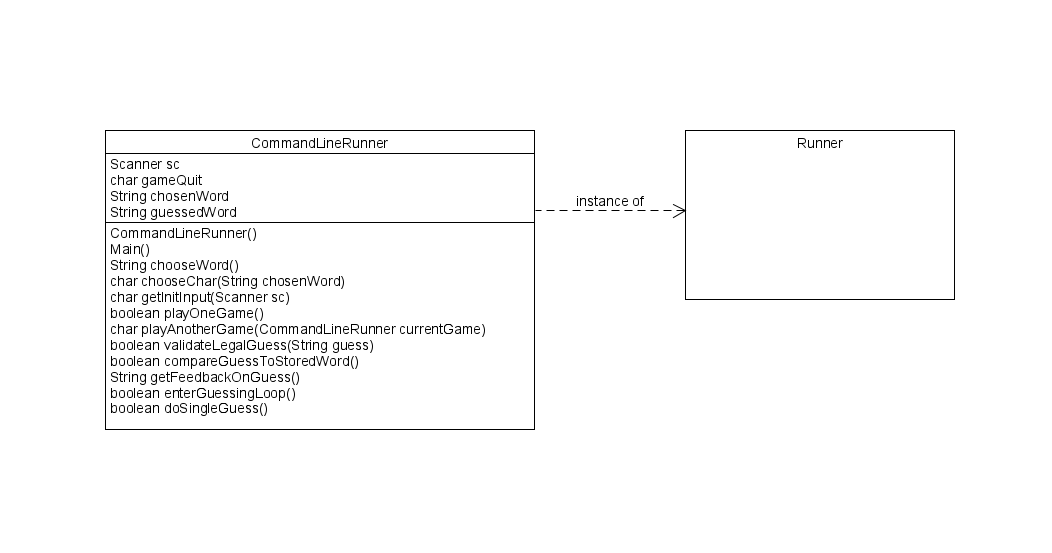 CommandLineRunner
Scanner sc
char gameQuit
String chosenWord
String guessedWord
CommandLineRunner()
Main()
String chooseWord()
char chooseChar(String chosenWord)
char getInitInput(Scanner sc)
boolean playOneGame()
char playAnotherGame(CommandLineRunner currentGame)
boolean validateLegalGuess(String guess)
boolean compareGuessToStoredWord()
String getFeedbackOnGuess()
boolean enterGuessingLoop()
boolean doSingleGuess()
instance of
Runner